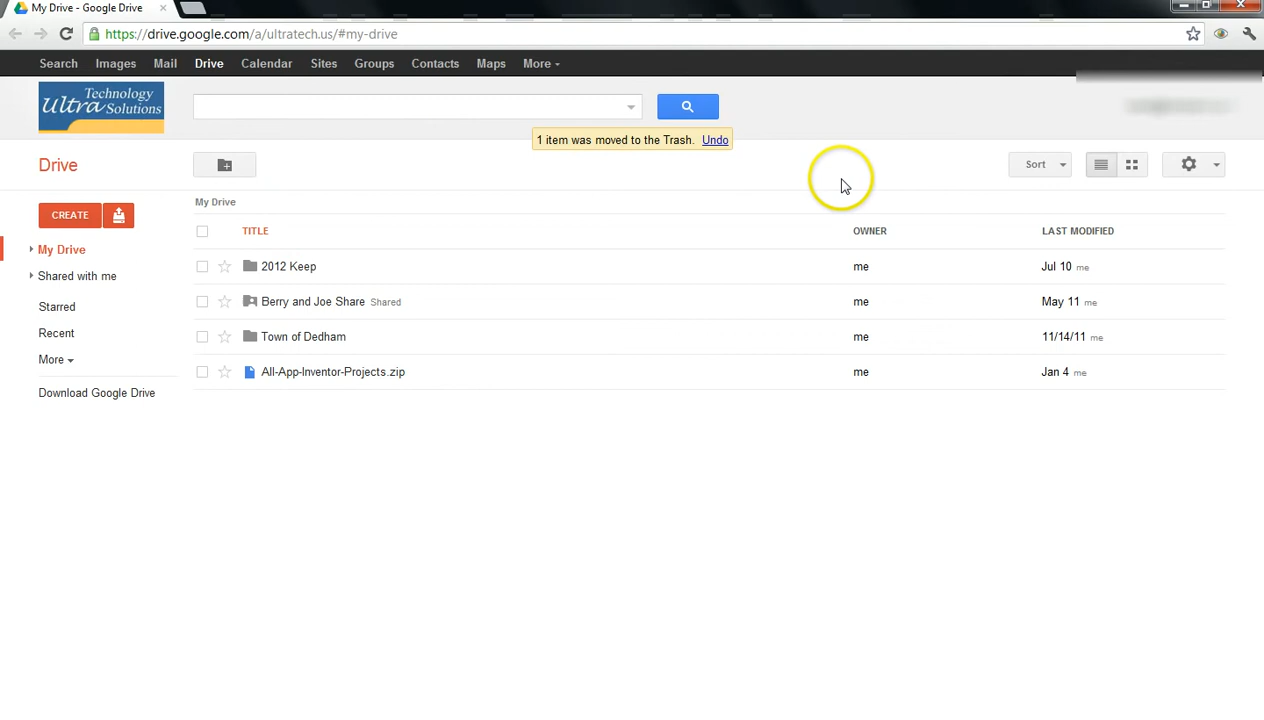 My Drive - Google Drive
https://drive.google.com/a/ultratech.us/#my-drive
Search Images Mail Drive Calendar Sites Groups Contacts Maps More
Technology
Ultra Solutions
1 item was moved to the Trash. Undo
Drive
Sort
My Drive
CREATE
TITLE OWNER LAST MODIFIED
My Drive
2012 Keep me Jul 10 me
Shared with me
Berry and Joe Share Shared me May 11 me
Starred
Recent
Town of Dedham me 11/14/11 me
More
All-App-Inventor-Projects.zip me Jan 4 me
Download Google Drive